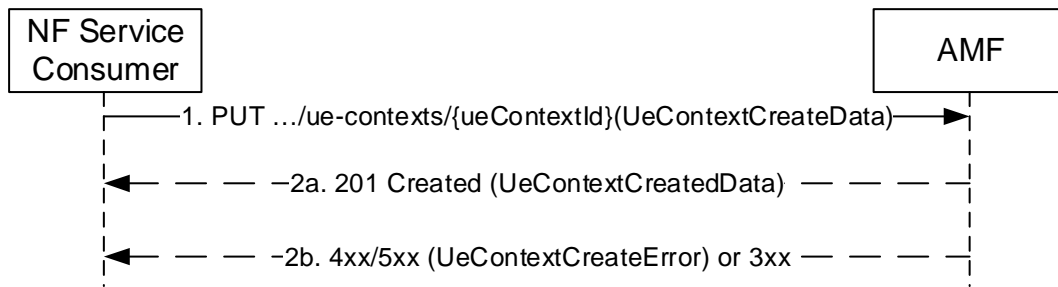 NF Service
Consumer
AMF
1. PUT …/ue-contexts/{ueContextId}(UeContextCreateData)
2a. 201 Created (UeContextCreatedData)
2b. 4xx/5xx (UeContextCreateError) or 3xx